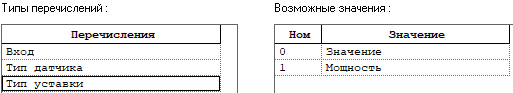 Типы перечислений :
Перечисления
Вход
Тип датчика
Тип уставки
Возможные значения :
Ном Значение
0 Значение
1 Мощность